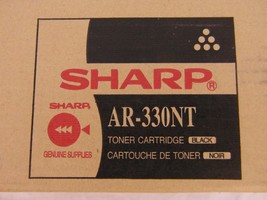 SHARP®
SHARP
GENUINE SUPPLIES
AR-330NT
TONER CARTRIDGE BLACK
CARTOUCHE DE TONER NOIR